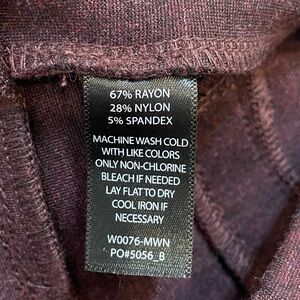 67% RAYON
28% NYLON
5% SPANDEX
MACHINE WASH COLD
WITH LIKE COLORS
ONLY NON-CHLORINE
BLEACH IF NEEDED
LAY FLAT TO DRY
COOL IRON IF
NECESSARY
W0076-MWN
PO#5056_B